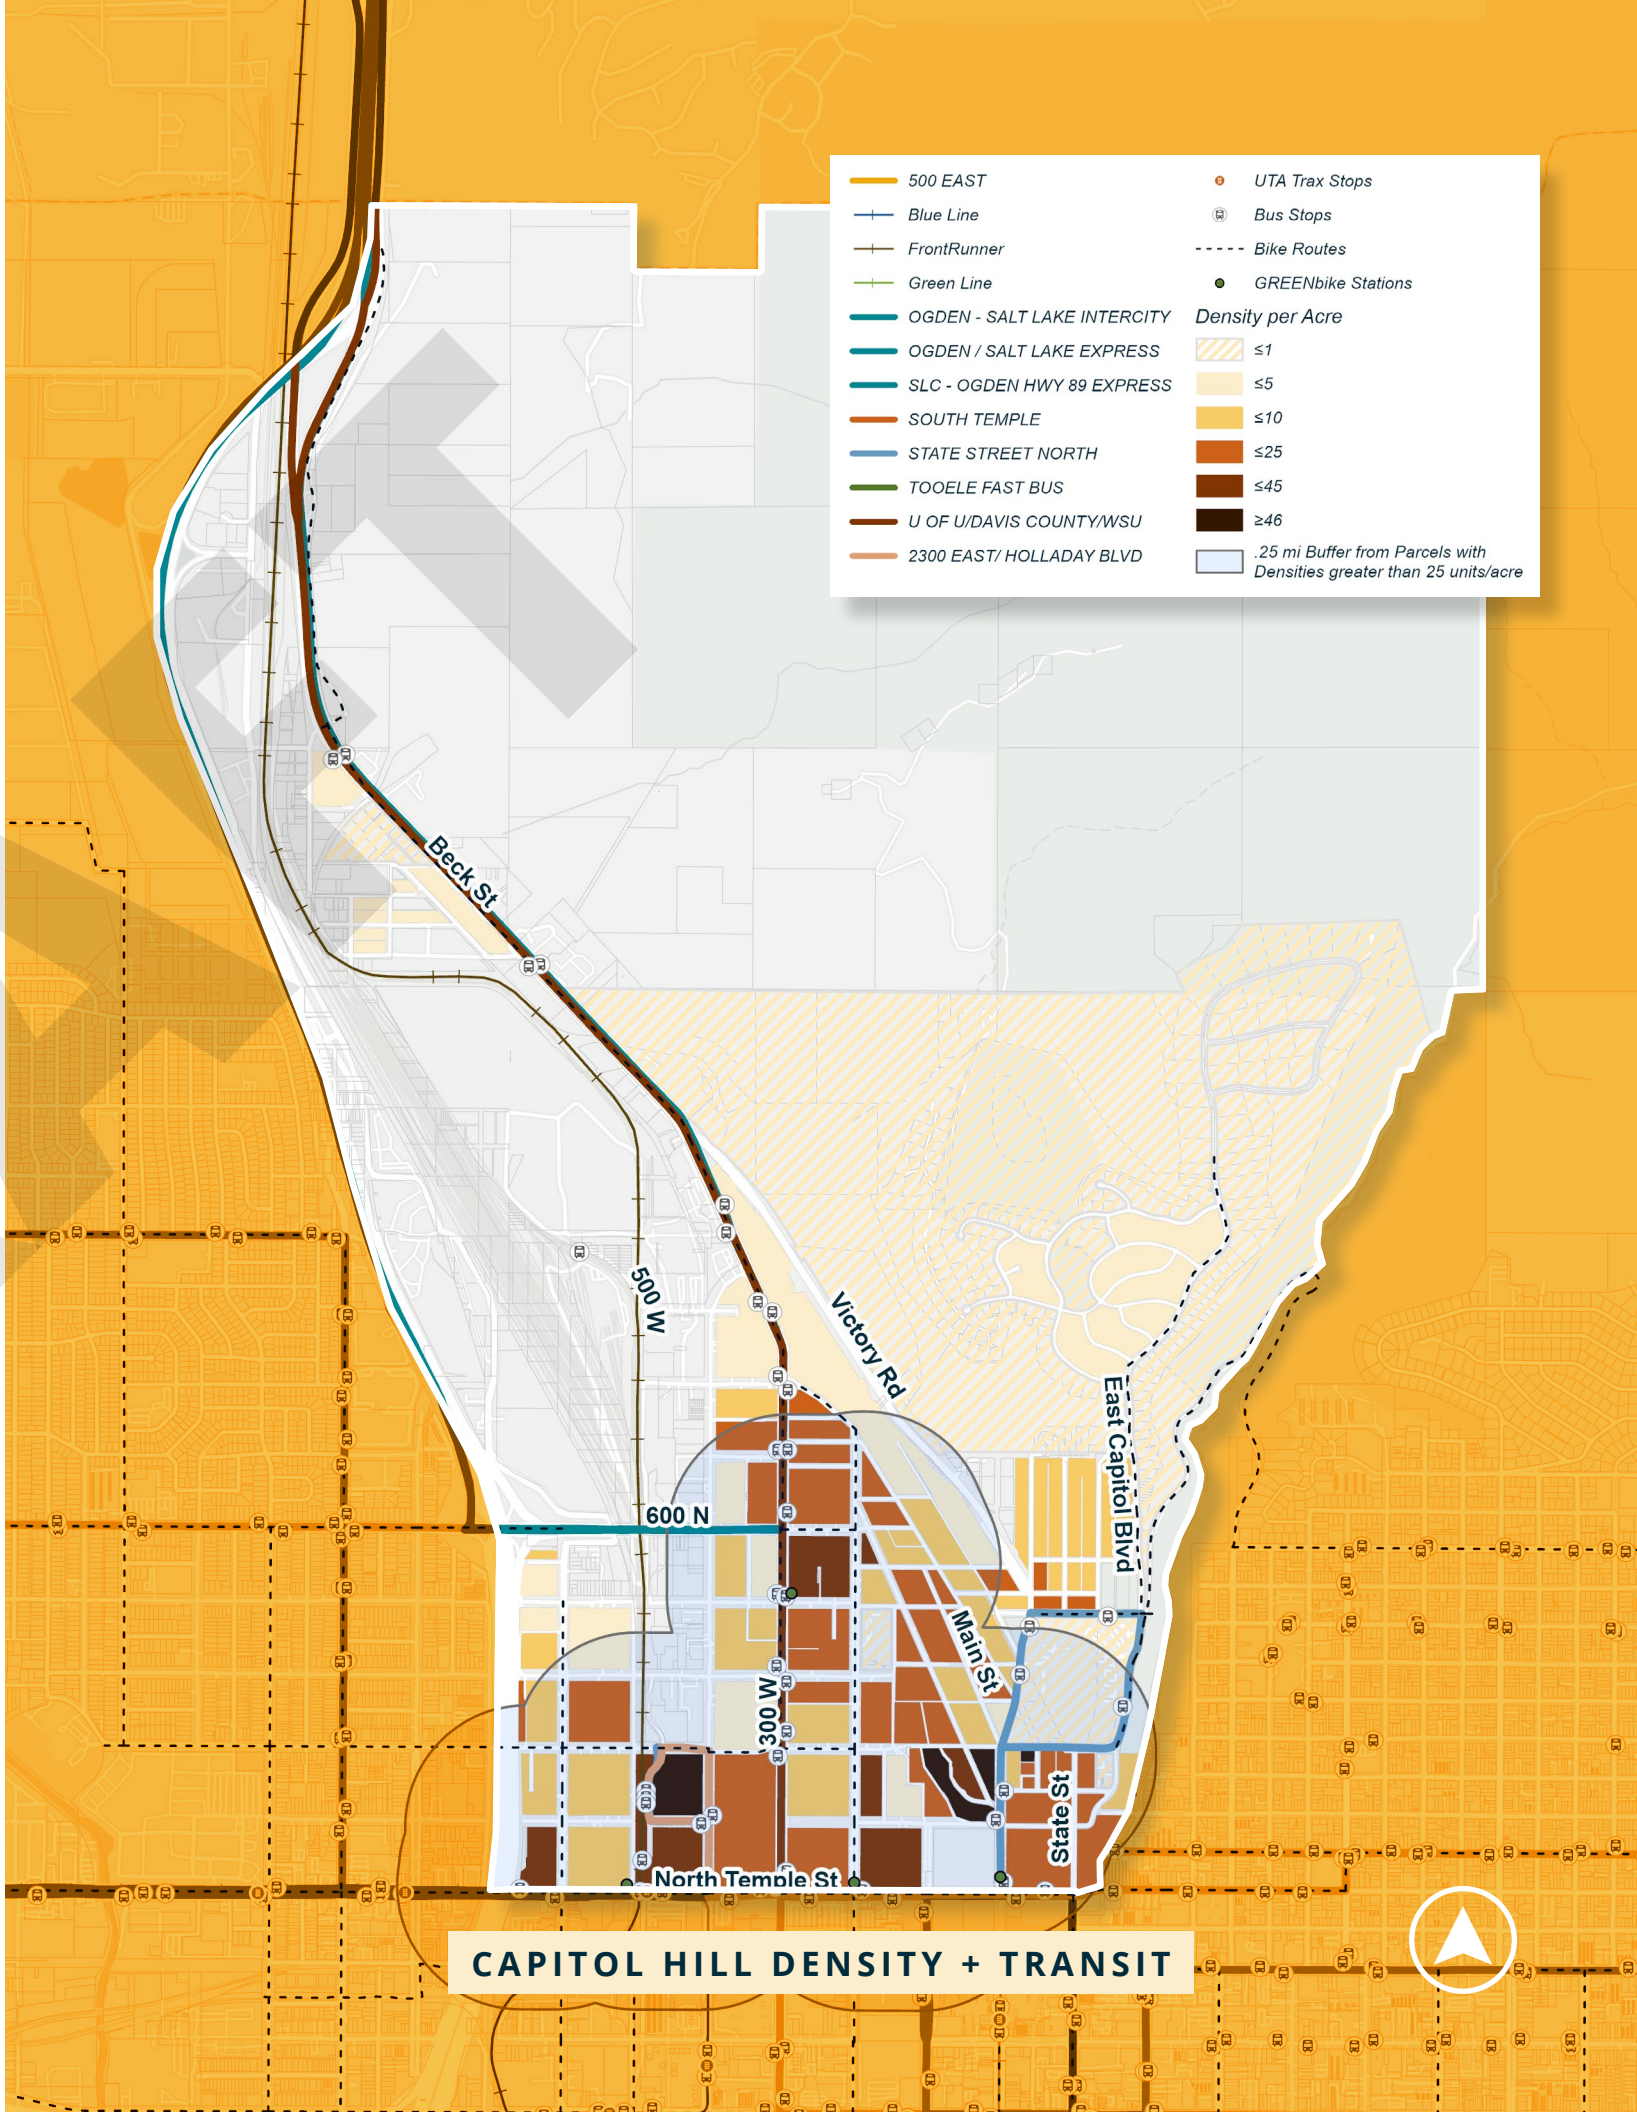 500 EAST
Blue Line
FrontRunner
Green Line
OGDEN - SALT LAKE INTERCITY
OGDEN / SALT LAKE EXPRESS
SLC - OGDEN HWY 89 EXPRESS
SOUTH TEMPLE
STATE STREET NORTH
TOOELE FAST BUS
U OF U/DAVIS COUNTY/WSU
2300 EAST/ HOLLADAY BLVD
UTA Trax Stops
Bus Stops
Bike Routes
GREENbike Stations
Density per Acre
≤1
≤5
≤10
≤25
≤45
≥46
.25 mi Buffer from Parcels with
Densities greater than 25 units/acre
Beck St
500 W
Victory Rd
East Capitol Blvd
600 N
Main St
300 W
State St
North Temple St
CAPITOL HILL DENSITY + TRANSIT